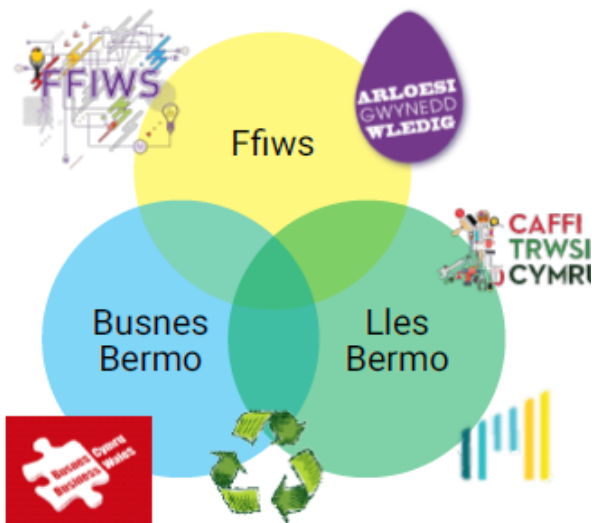 FFIWS
ARLOESI
GWYNEDD
WLEDIG
Ffiws
CAFFI
TRWSI
CYMRU
Busnes
Bermo
Lles
Bermo
Busnes Cymru
Business Wales